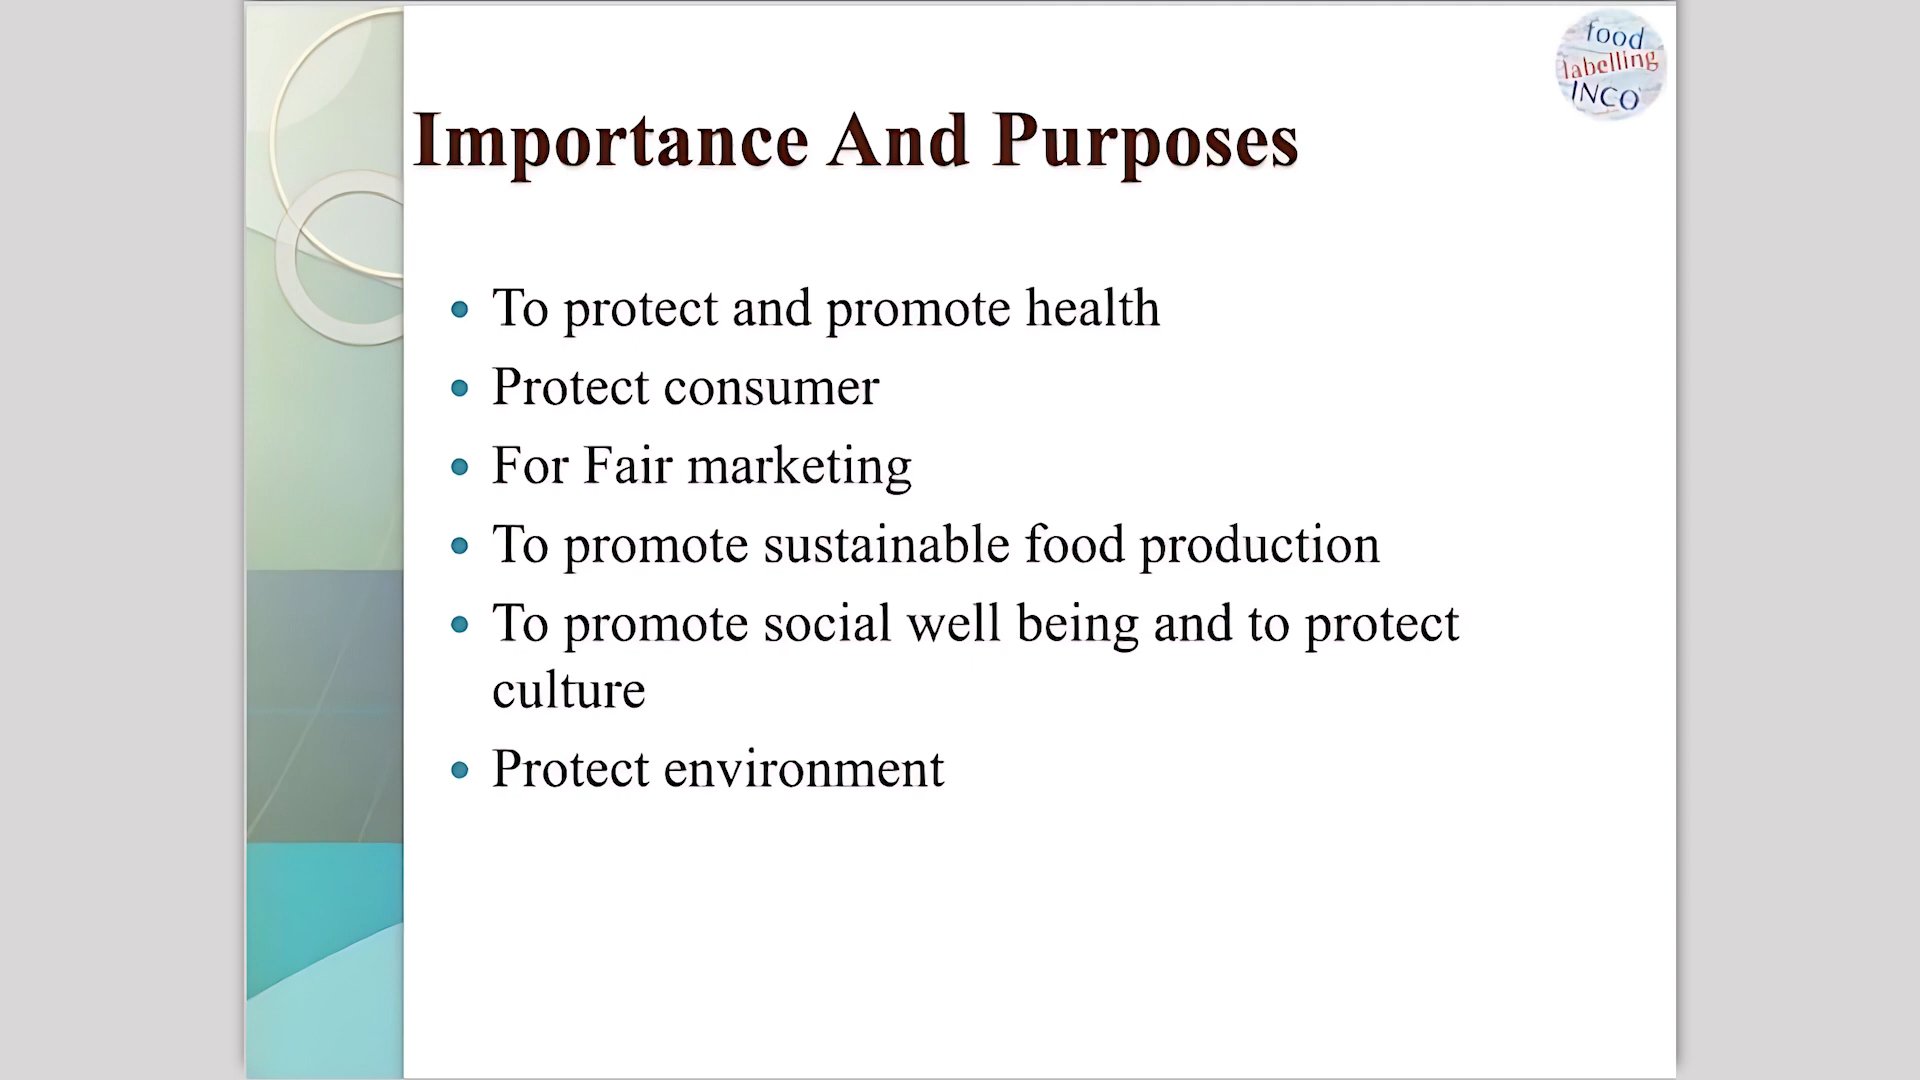 food
labelling
INCO
Importance And Purposes
• To protect and promote health
• Protect consumer
• For Fair marketing
• To promote sustainable food production
• To promote social well being and to protect
culture
• Protect environment